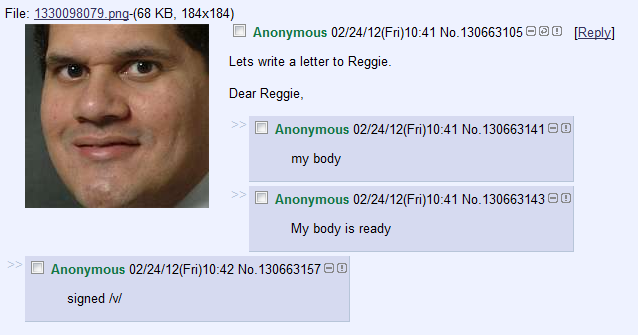 File: 1330098079.png-(68 KB, 184x184)
Anonymous 02/24/12(Fri)10:41 No.130663105 [Reply]
Lets write a letter to Reggie.
Dear Reggie,
>> Anonymous 02/24/12(Fri)10:41 No.130663141
my body
>> Anonymous 02/24/12(Fri)10:41 No.130663143
My body is ready
>> Anonymous 02/24/12(Fri)10:42 No.130663157
signed /v/